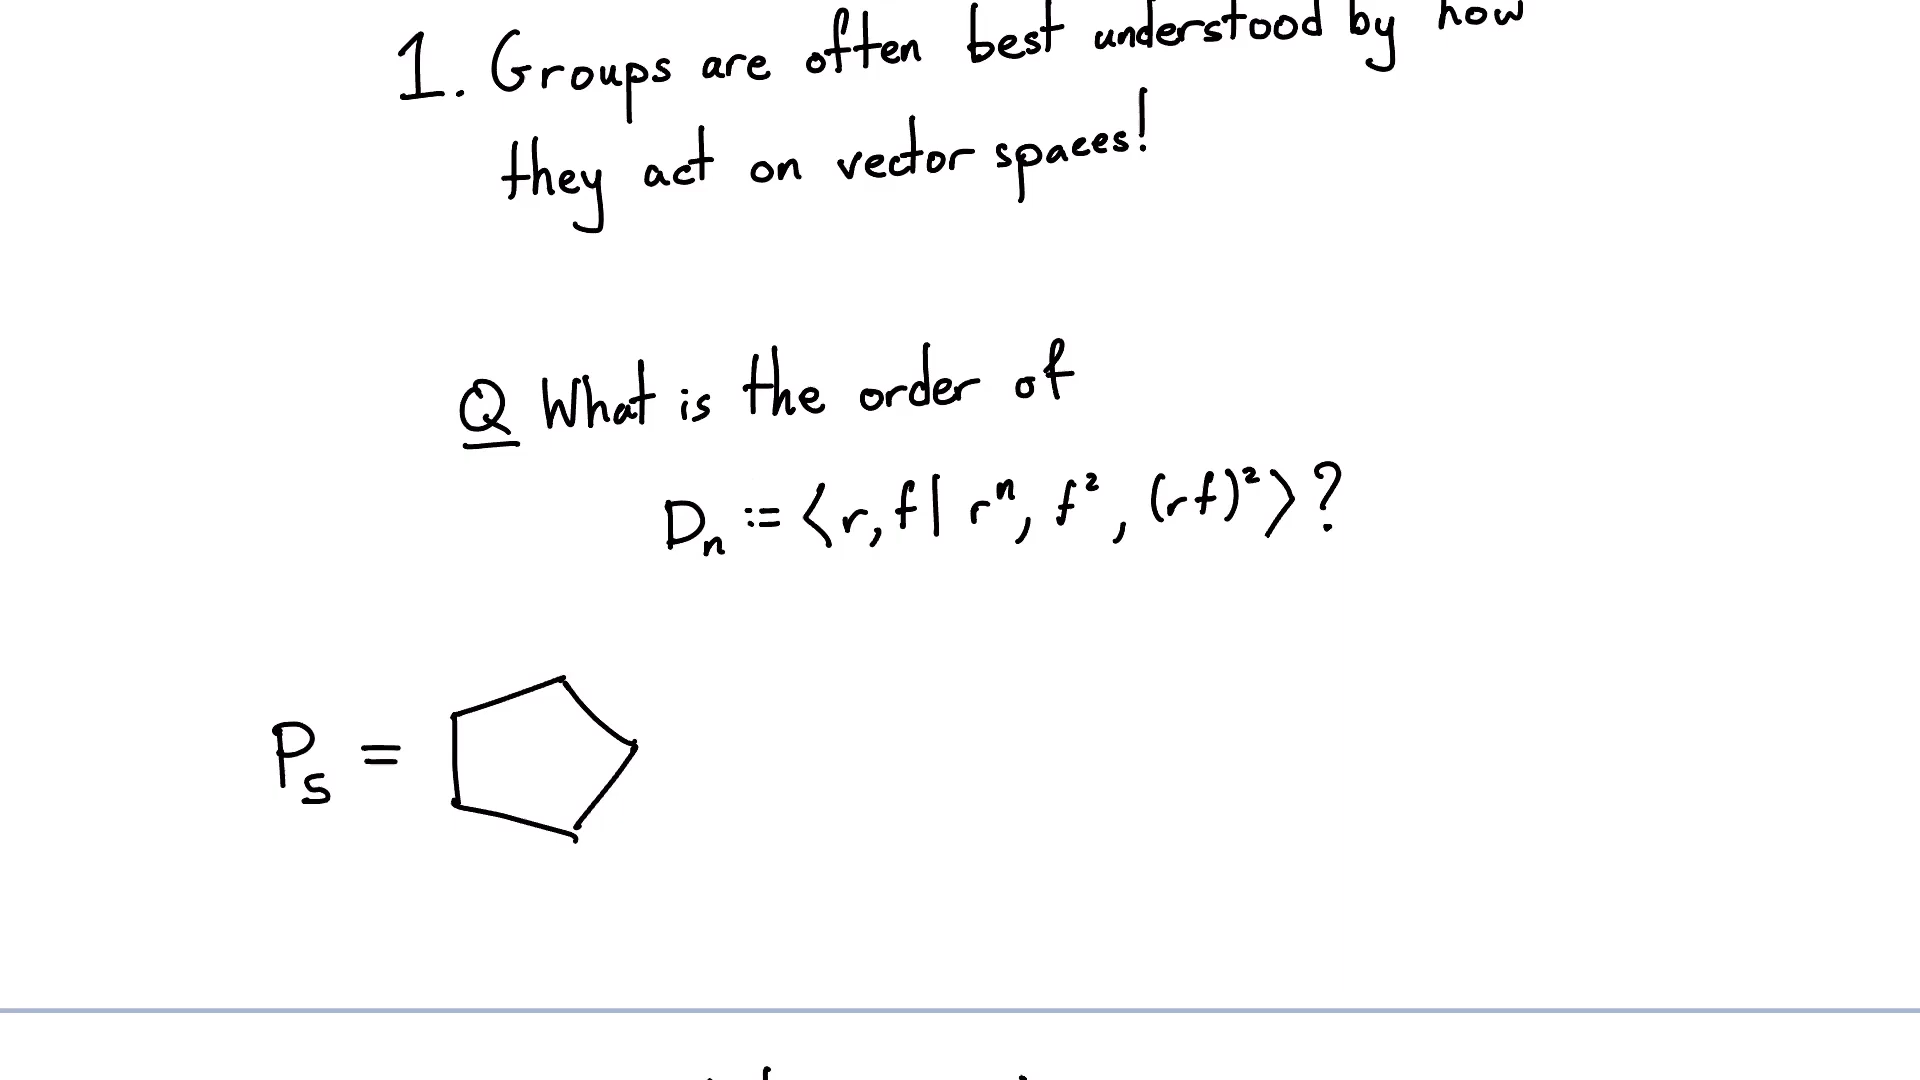 1. Groups are often best understood by how
they act on vector spaces!
Q What is the order of
Dₙ := ⟨r, f | rⁿ, f², (rf)²⟩?
P₅ =